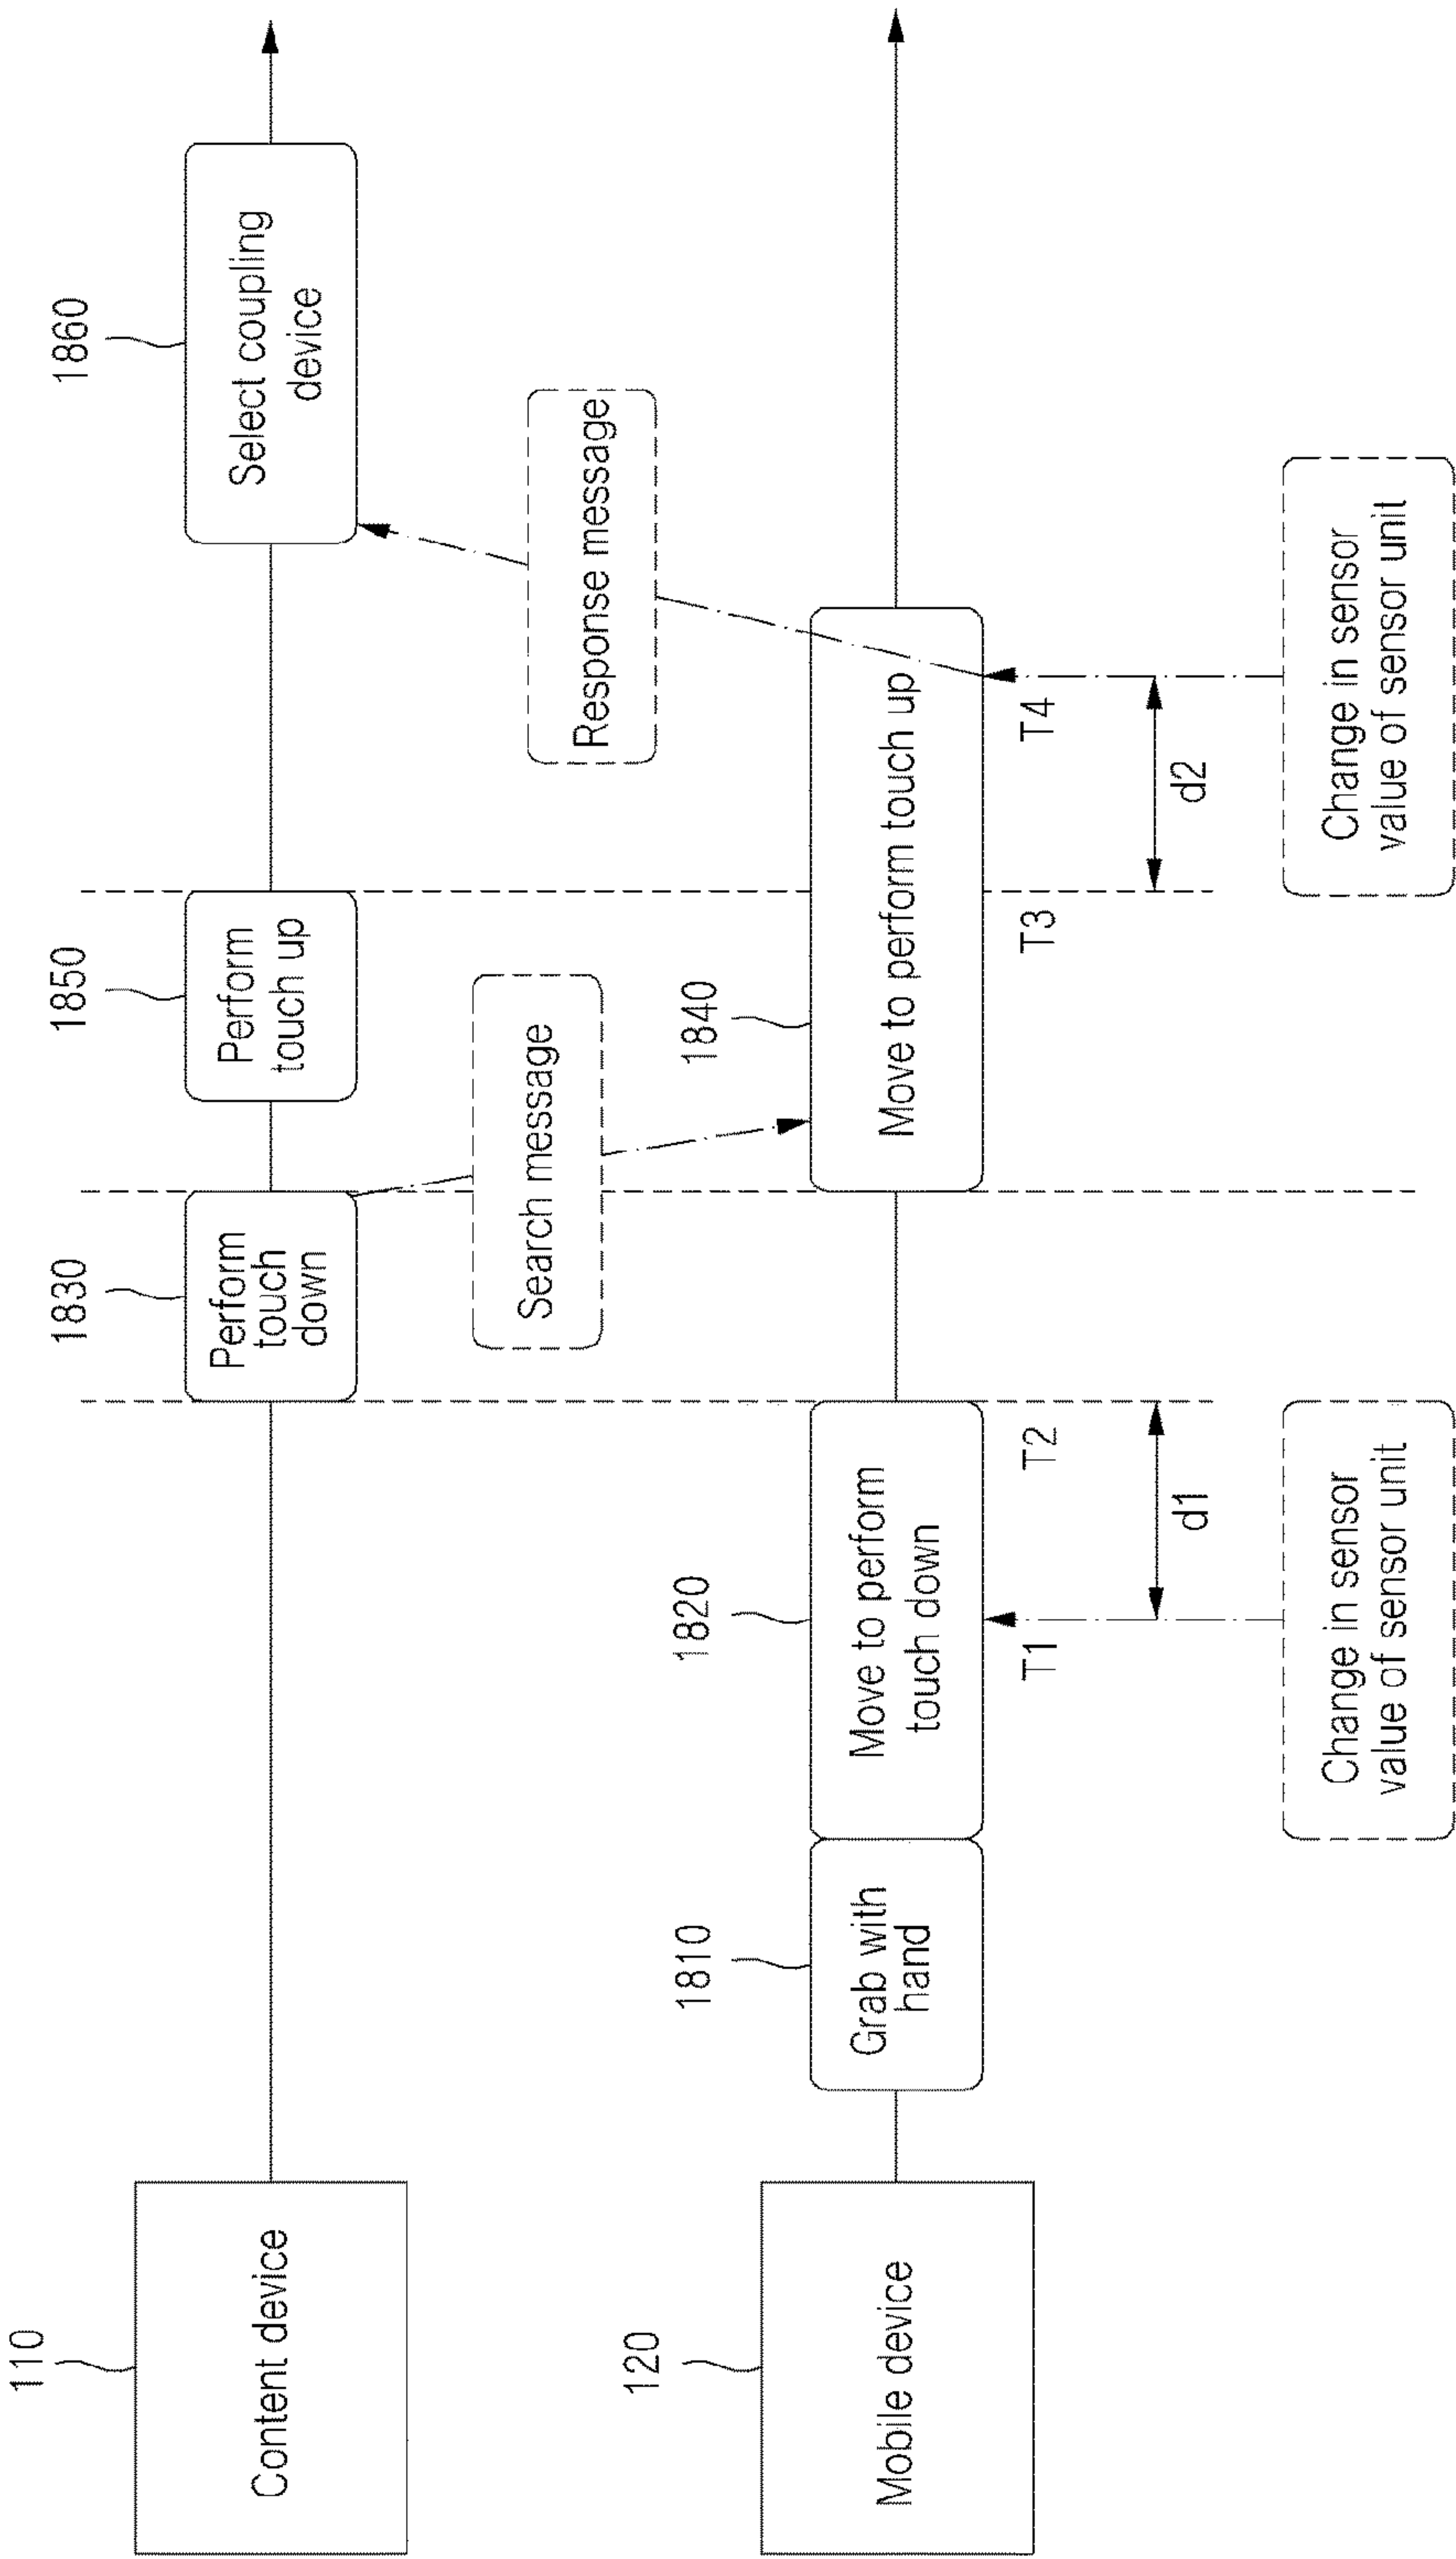 110
Content device
1830
Perform
touch
down
1850
Perform
touch up
1860
Select coupling
device
Search message
Response message
120
Mobile device
1810
Grab with
hand
1820
Move to perform
touch down
1840
Move to perform touch up
T1
T2
T3
T4
d1
d2
Change in sensor
value of sensor unit
Change in sensor
value of sensor unit